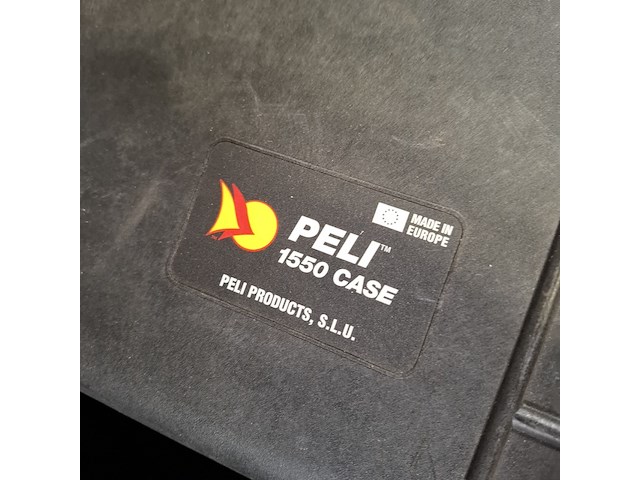 MADE IN
EUROPE
PELI™
1550 CASE
PELI PRODUCTS, S.L.U.